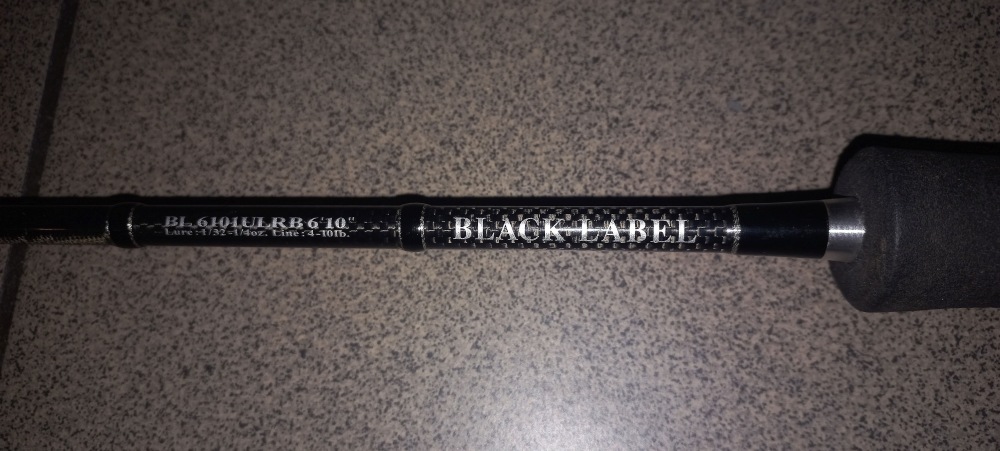 BL 6101ULRB 6'10"
Lure : 1/32-1/4oz. Line : 4-10lb.
BLACK LABEL